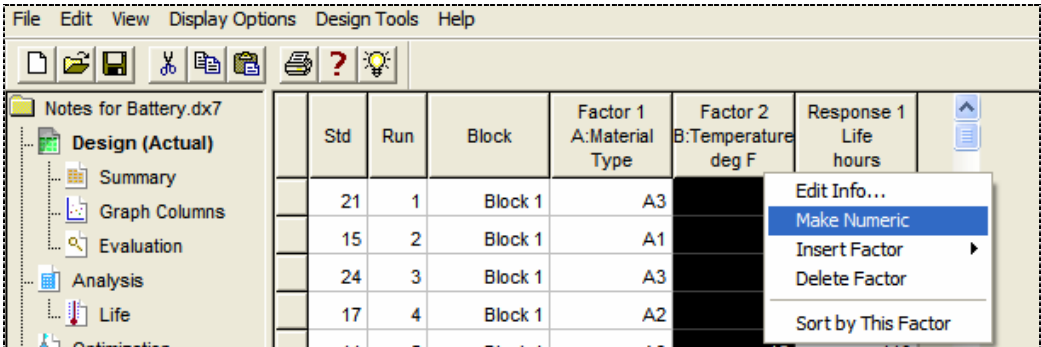 File Edit View Display Options Design Tools Help
Notes for Battery.dx7
Design (Actual)
Summary
Graph Columns
Evaluation
Analysis
Life
Std
Run
Block
Factor 1
A:Material
Type
Factor 2
B:Temperature
deg F
Response 1
Life
hours
21 1 Block 1 A3
15 2 Block 1 A1
24 3 Block 1 A3
17 4 Block 1 A2
Edit Info...
Make Numeric
Insert Factor
Delete Factor
Sort by This Factor